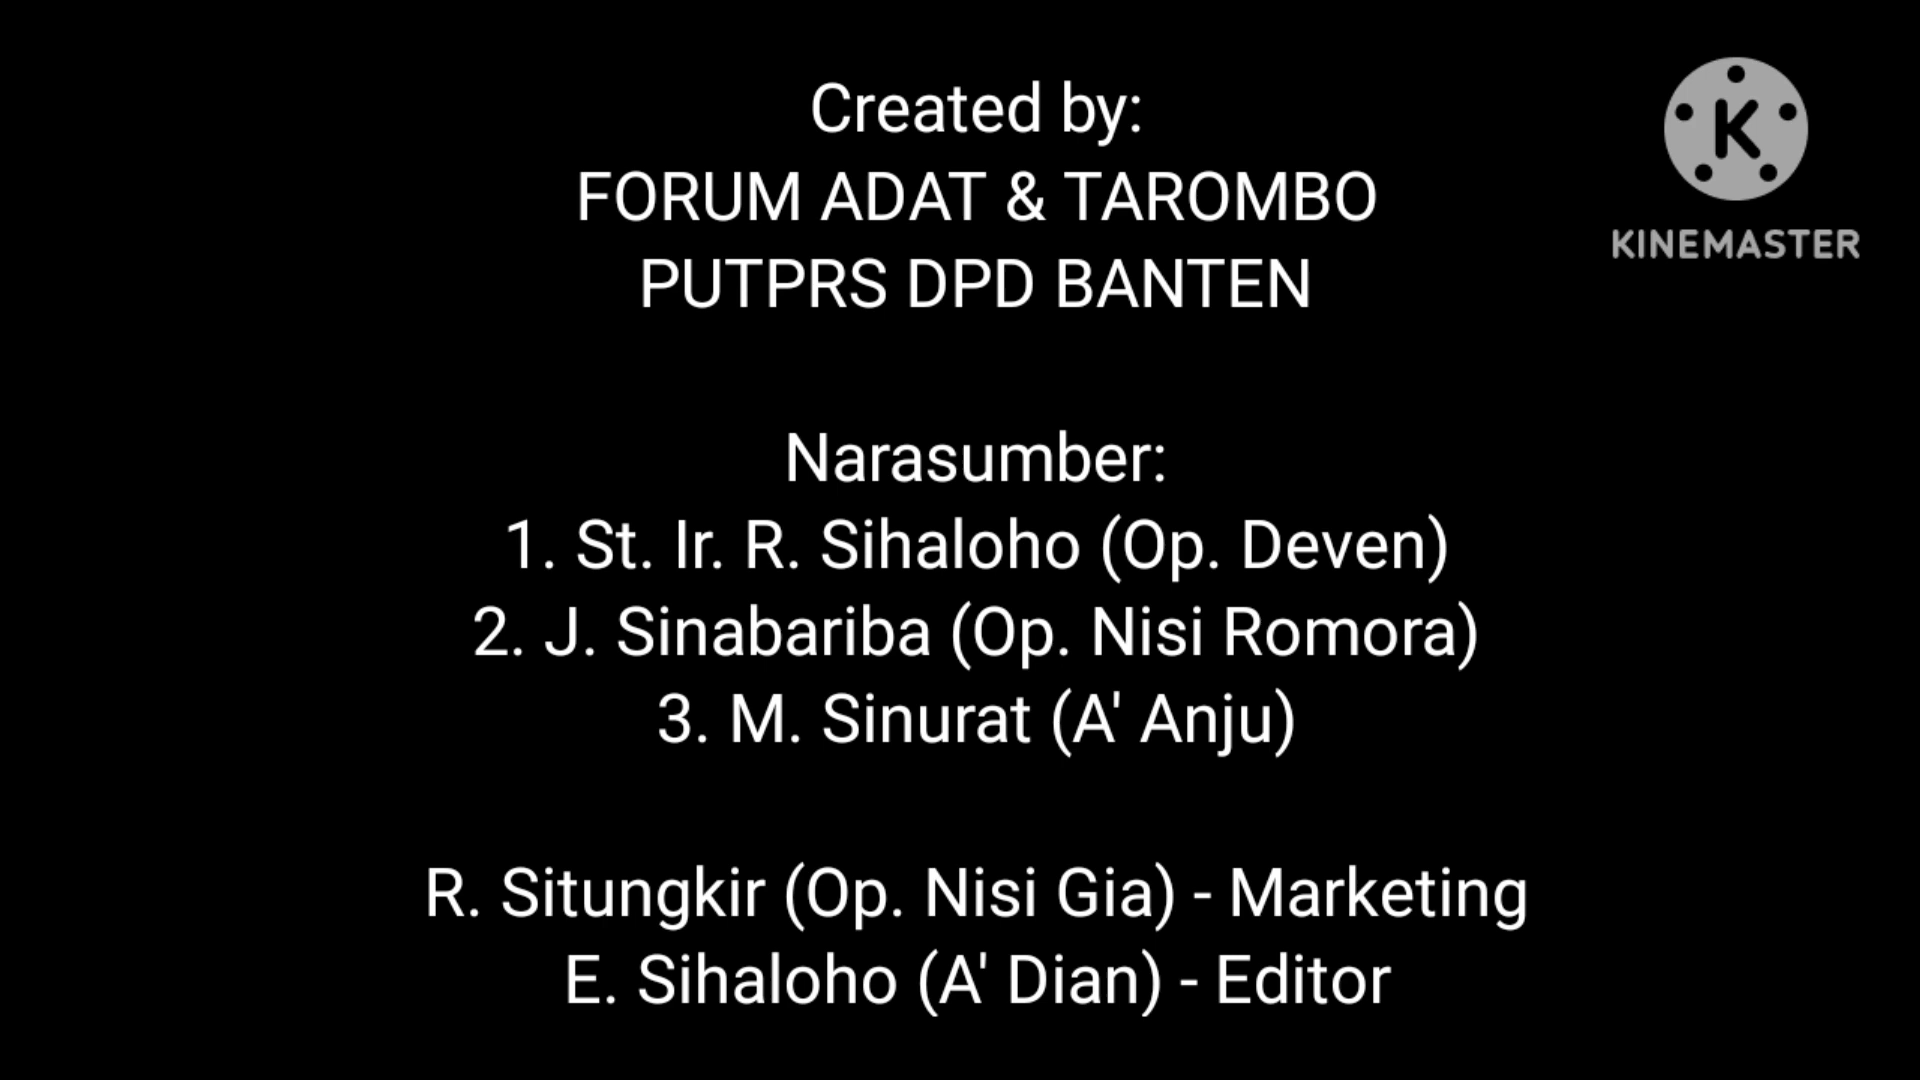 Created by:
FORUM ADAT & TAROMBO
PUTPRS DPD BANTEN
Narasumber:
1. St. Ir. R. Sihaloho (Op. Deven)
2. J. Sinabariba (Op. Nisi Romora)
3. M. Sinurat (A' Anju)
R. Situngkir (Op. Nisi Gia) - Marketing
E. Sihaloho (A' Dian) - Editor
K
KINEMASTER